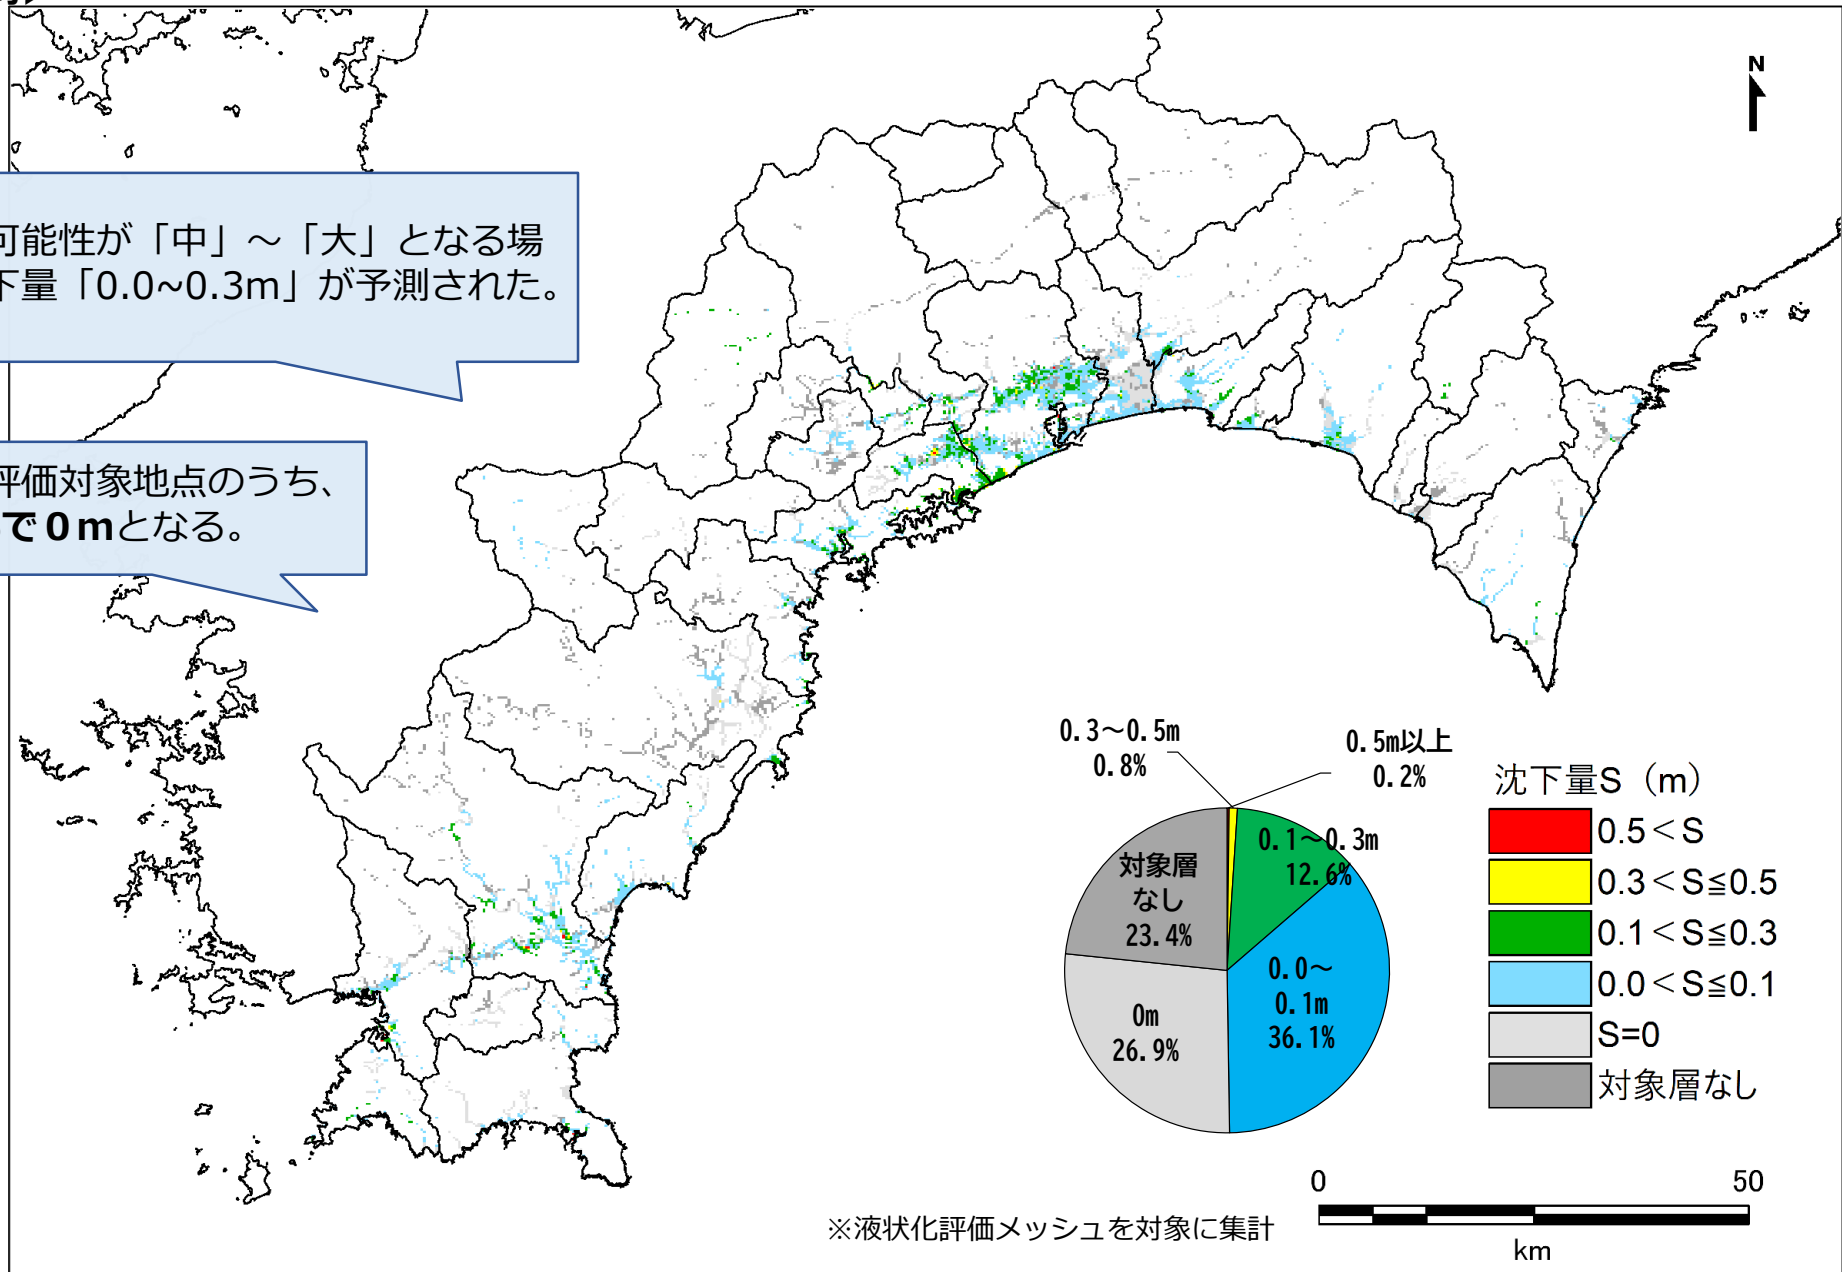 N
可能性が「中」～「大」となる場
下量「0.0~0.3m」が予測された。
評価対象地点のうち、
で０ｍとなる。
0.3～0.5m
0.8%
0.5m以上
0.2%
0.1～0.3m
12.6%
対象層
なし
23.4%
0.0～
0.1m
36.1%
0m
26.9%
沈下量S（m）
0.5＜S
0.3＜S≦0.5
0.1＜S≦0.3
0.0＜S≦0.1
S=0
対象層なし
0 50
km
※液状化評価メッシュを対象に集計